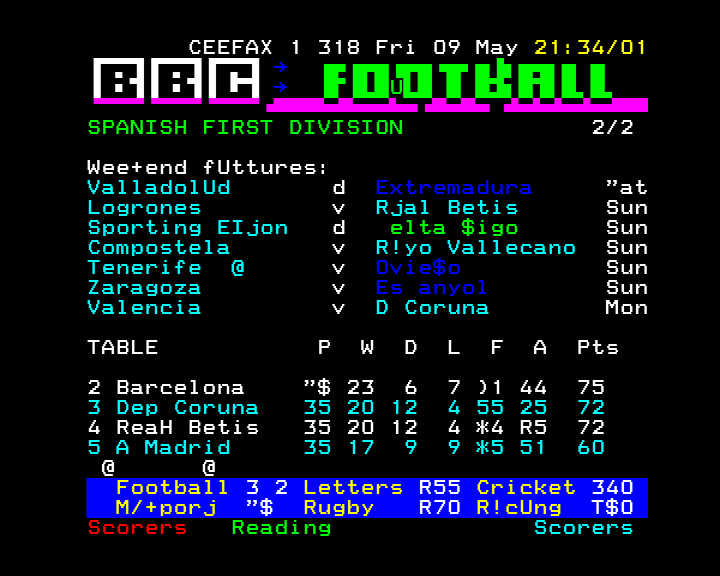 CEEFAX 1 318 Fri 09 May 21:34/01
BBC FOOTBALL
SPANISH FIRST DIVISION 2/2
Wee+end fUttures:
ValladolUd d Extremadura "at
Logrones v Rjal Betis Sun
Sporting EIjon d elta $igo Sun
Compostela v R!yo Vallecano Sun
Tenerife @ v Ovie$o Sun
Zaragoza v Es anyol Sun
Valencia v D Coruna Mon
TABLE P W D L F A Pts
2 Barcelona "$ 23 6 7 )1 44 75
3 Dep Coruna 35 20 12 4 55 25 72
4 ReaH Betis 35 20 12 4 *4 R5 72
5 A Madrid 35 17 9 9 *5 51 60
@ @
Football 3 2 Letters R55 Cricket 340
M/+porj "$ Rugby R70 R!cUng T$0
Scorers Reading Scorers